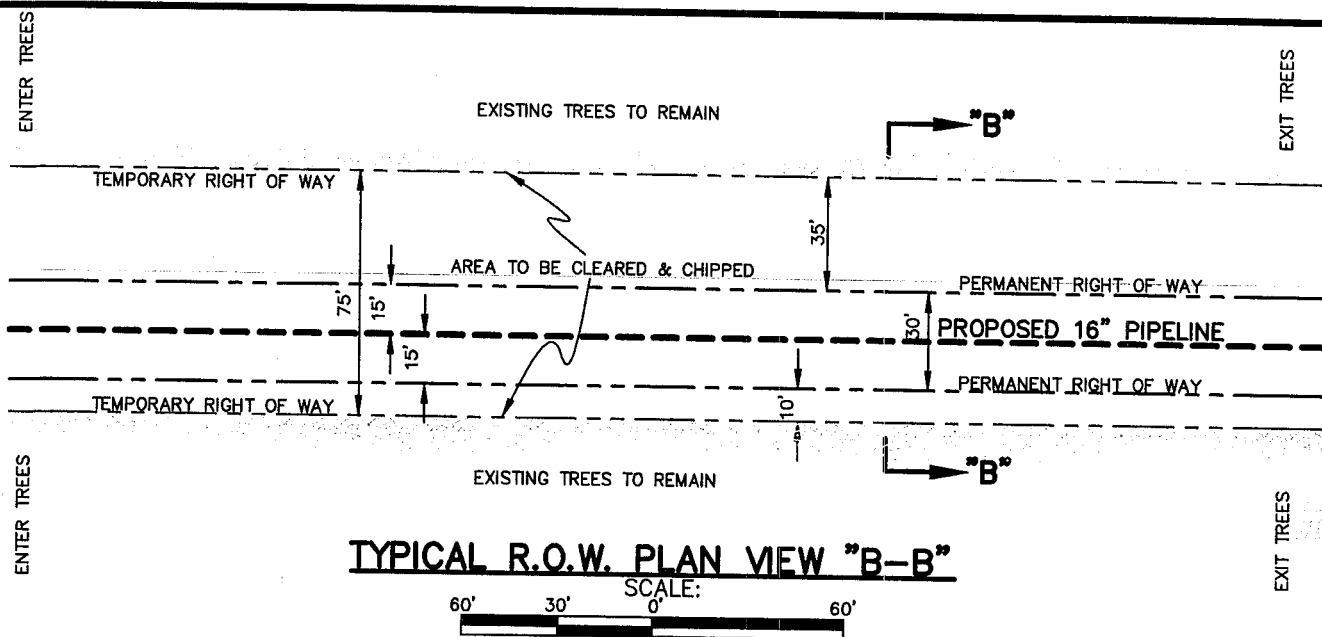 ENTER TREES
EXIT TREES
EXISTING TREES TO REMAIN
"B"
TEMPORARY RIGHT OF WAY
35'
AREA TO BE CLEARED & CHIPPED
PERMANENT RIGHT OF WAY
75'
15'
30'
PROPOSED 16" PIPELINE
15'
PERMANENT RIGHT OF WAY
TEMPORARY RIGHT OF WAY
10'
"B"
EXISTING TREES TO REMAIN
ENTER TREES
EXIT TREES
TYPICAL R.O.W. PLAN VIEW "B-B"
SCALE:
60' 30' 0' 60'